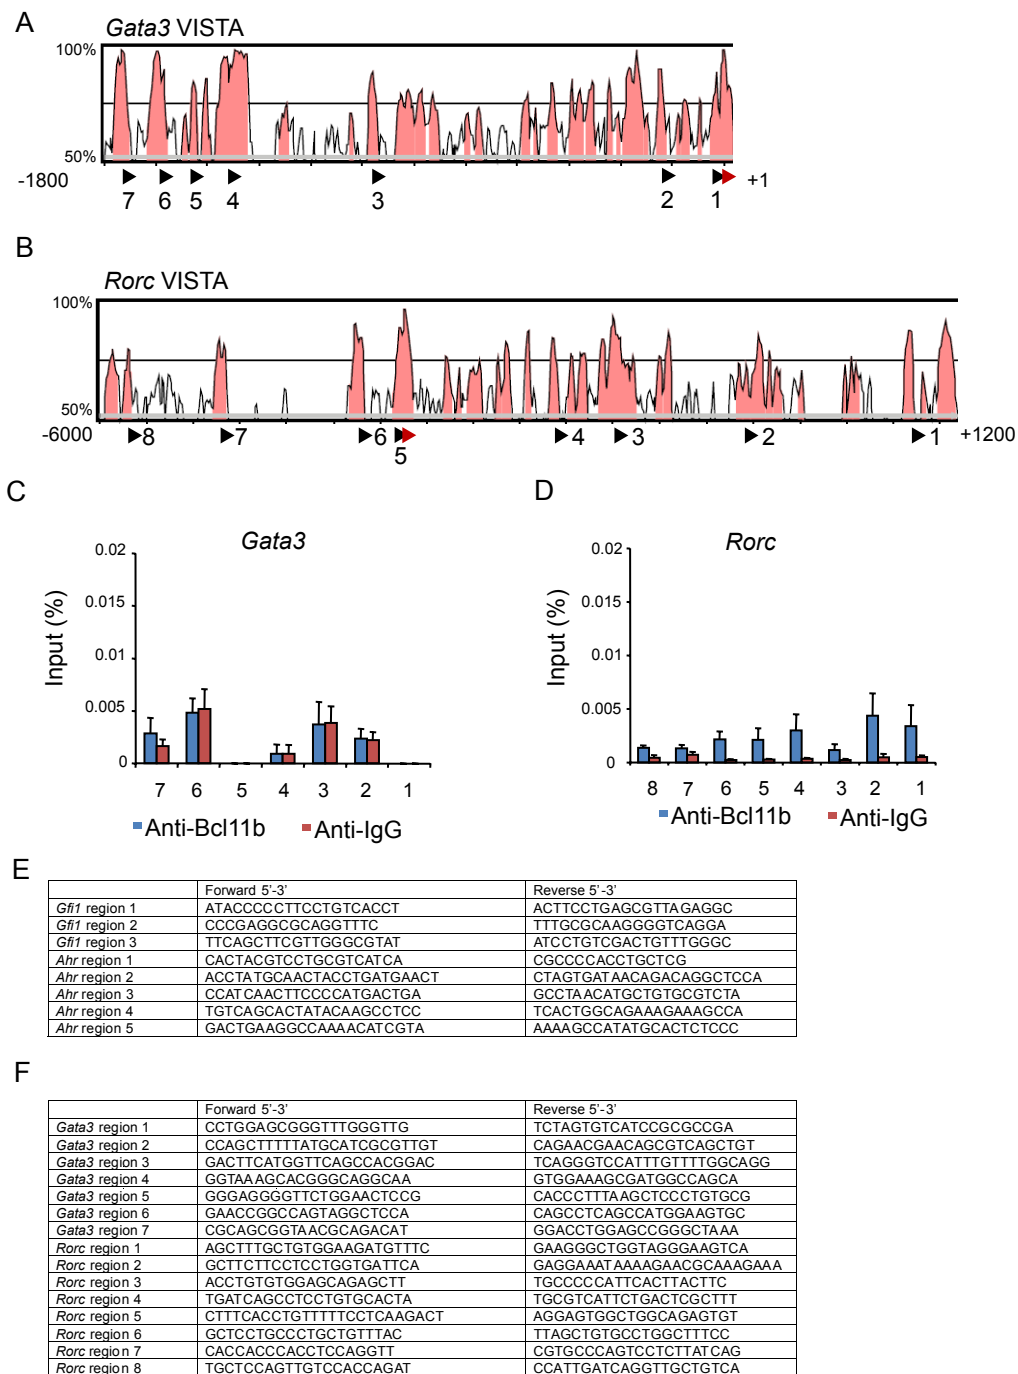 A
Gata3 VISTA
100%
50%
-1800
+1
7 6 5 4 3 2 1
B
Rorc VISTA
100%
50%
-6000
+1200
8 7 6 5 4 3 2 1
C
D
Gata3
Rorc
Input (%)
0.02
0.015
0.01
0.005
0
7 6 5 4 3 2 1
Anti-Bcl11b Anti-IgG
Input (%)
0.02
0.015
0.01
0.005
0
8 7 6 5 4 3 2 1
Anti-Bcl11b Anti-IgG
E
Forward 5'-3' Reverse 5'-3'
Gfi1 region 1 ATACCCCCTTCCTGTCACCT ACTTCCTGAGCGTTAGAGGC
Gfi1 region 2 CCCGAGGCGCAGGTTTC TTTGCGCAAGGGGTCAGGA
Gfi1 region 3 TTCAGCTTCGTTGGGCGTAT ATCCTGTCGACTGTTTGGGC
Ahr region 1 CACTACGTCCTGCGTCATCA CGCCCCACCTGCTCG
Ahr region 2 ACCTATGCAACTACCTGATGAACT CTAGTGATAACAGACAGGCTCCA
Ahr region 3 CCATCAACTTCCCCATGACTGA GCCTAACATGCTGTGCGTCTA
Ahr region 4 TGTCAGCACTATACAAGCCTCC TCACTGGCAGAAAGAAAGCCA
Ahr region 5 GACTGAAGGCCAAAACATCGTA AAAAGCCATATGCACTCTCCC
F
Forward 5'-3' Reverse 5'-3'
Gata3 region 1 CCTGGAGCGGGTTTGGGTTG TCTAGTGTCATCCGCGCCGA
Gata3 region 2 CCAGCTTTTTATGCATCGCGTTGT CAGAACGAACAGCGTCAGCTGT
Gata3 region 3 GACTTCATGGTTCAGCCACGGAC TCAGGGTCCATTTGTTTTGGCAGG
Gata3 region 4 GGTAAAGCACGGGCAGGCAA GTGGAAAGCGATGGCCAGCA
Gata3 region 5 GGGAGGGGTTCTGGAACTCCG CACCCTTTAAGCTCCCTGTGCG
Gata3 region 6 GAACCGGCCAGTAGGCTCCA CAGCCTCAGCCATGGAAGTGC
Gata3 region 7 CGCAGCGGTAACGCAGACAT GGACCTGGAGCCGGGCTAAA
Rorc region 1 AGCTTTGCTGTGGAAGATGTTTC GAAGGGCTGGTAGGGAAGTCA
Rorc region 2 GCTTCTTCCTCCTGGTGATTCA GAGGAAATAAAAGAACGCAAAGAAA
Rorc region 3 ACCTGTGTGGAGCAGAGCTT TGCCCCCATTCACTTACTTC
Rorc region 4 TGATCAGCCTCCTGTGCACTA TGCGTCATTCTGACTCGCTTT
Rorc region 5 CTTTCACCTGTTTTTCCTCAAGACT AGGAGTGGCTGGCAGAGTGT
Rorc region 6 GCTCCTGCCCTGCTGTTTAC TTAGCTGTGCCTGGCTTTCC
Rorc region 7 CACCACCCACCTCCAGGTT CGTGCCCAGTCCTCTTATCAG
Rorc region 8 TGCTCCAGTTGTCCACCAGAT CCATTGATCAGGTTGCTGTCA